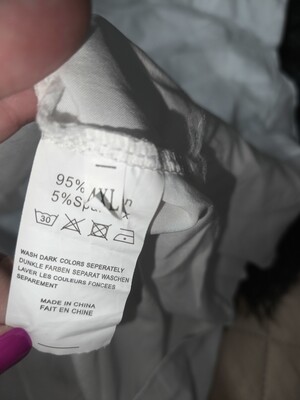 95%
5%
XL
30
WASH DARK COLORS SEPERATELY
DUNKLE FARBEN SEPARAT WASCHEN
LAVER LES COULEURS FONCEES
SEPAREMENT
MADE IN CHINA
FAIT EN CHINE